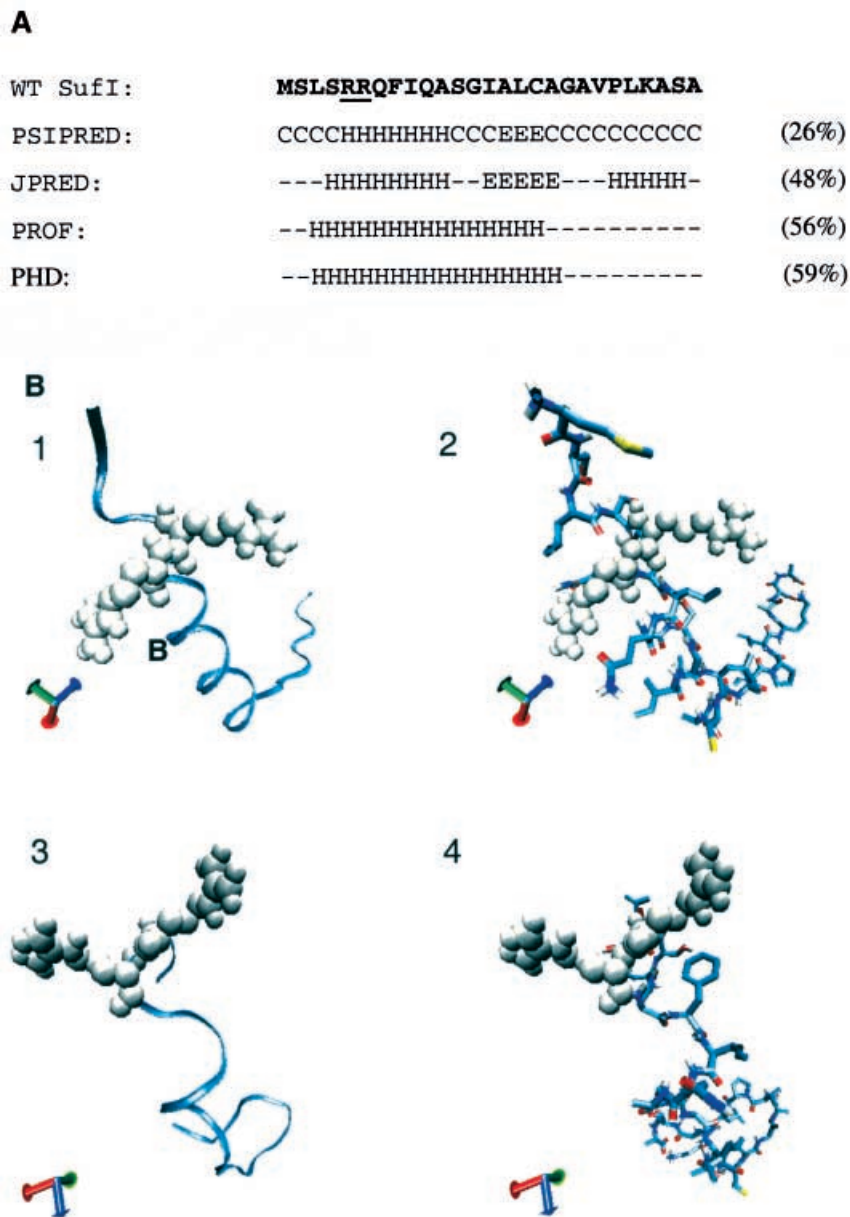 A
WT SufI: MSLSRRQFIQASGIALCAGAVPLKASA
PSIPRED: CCCCHHHHHHHCCCEEECCCCCCCCCC (26%)
JPRED: ---HHHHHHHH--EEEEE---HHHHH- (48%)
PROF: --HHHHHHHHHHHHHHH---------- (56%)
PHD: --HHHHHHHHHHHHHHHH--------- (59%)
B
1
2
B
3
4